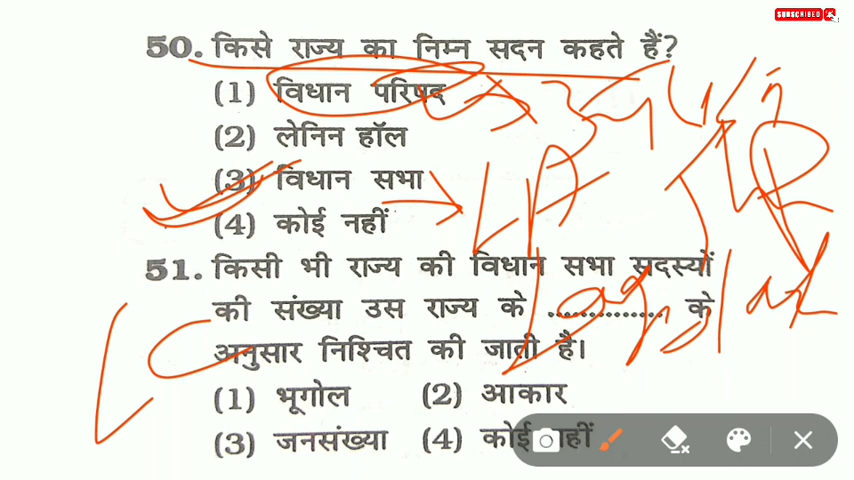 SUBSCRIBED
50. किसे राज्य का निम्न सदन कहते हैं?
(1) विधान परिषद
(2) लेनिन हॉल
(3) विधान सभा
(4) कोई नहीं
51. किसी भी राज्य की विधान सभा सदस्यों
की संख्या उस राज्य के .............. के
अनुसार निश्चित की जाती है।
(1) भूगोल (2) आकार
(3) जनसंख्या (4) कोई नहीं